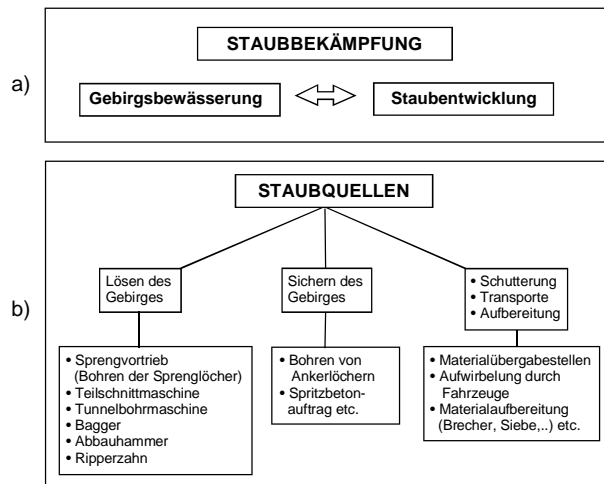 a)
STAUBBEKÄMPFUNG
Gebirgsbewässerung
Staubentwicklung
b)
STAUBQUELLEN
Lösen des
Gebirges
Sichern des
Gebirges
• Schutterung
• Transporte
• Aufbereitung
• Sprengvortrieb
(Bohren der Sprenglöcher)
• Teilschnittmaschine
• Tunnelbohrmaschine
• Bagger
• Abbauhammer
• Ripperzahn
• Bohren von
Ankerlöchern
• Spritzbeton-
auftrag etc.
• Materialübergabestellen
• Aufwirbelung durch
Fahrzeuge
• Materialaufbereitung
(Brecher, Siebe,..) etc.